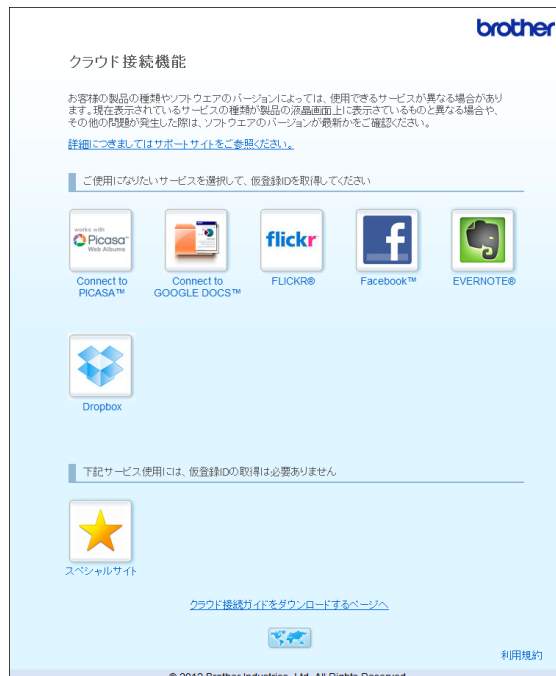 brother
クラウド接続機能
お客様の製品の種類やソフトウエアのバージョンによっては、使用できるサービスが異なる場合があり
ます。現在表示されているサービスの種類が製品の液晶画面上に表示さているものと異なる場合や、
その他の問題が発生した際は、ソフトウエアのバージョンが最新かをご確認ください。
詳細につきましてはサポートサイトをご参照ください。
ご使用になりたいサービスを選択して、仮登録IDを取得してください
works with
Picasa™
Web Albums
flickr
f
Connect to
PICASA™
Connect to
GOOGLE DOCS™
FLICKR®
Facebook™
EVERNOTE®
Dropbox
下記サービス使用には、仮登録IDの取得は必要ありません
スペシャルサイト
クラウド接続ガイドをダウンロードするページへ
利用規約
© 2012 Brother Industries, Ltd. All Rights Reserved.